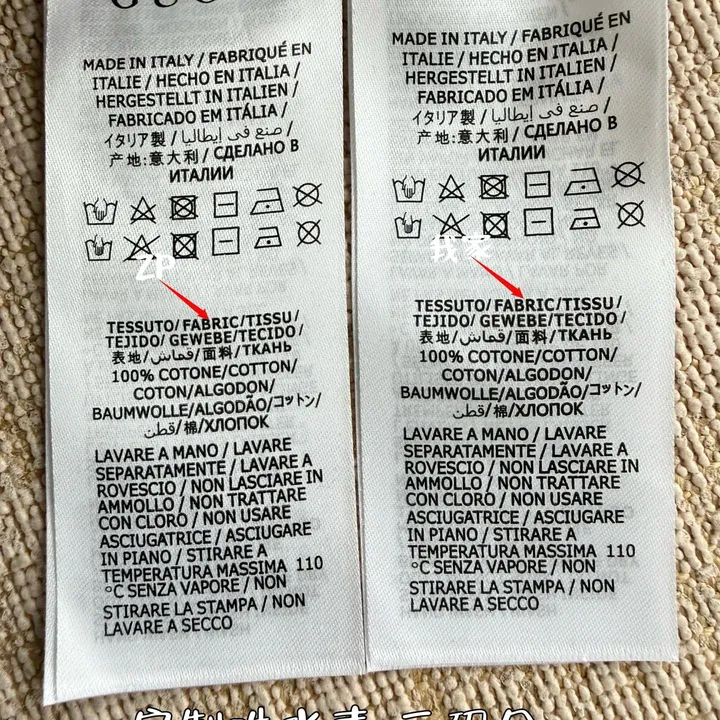 MADE IN ITALY / FABRIQUÉ EN
ITALIE / HECHO EN ITALIA /
HERGESTELLT IN ITALIEN /
FABRICADO EM ITÁLIA /
イタリア製 / صنع في إيطاليا /
产地:意大利 / СДЕЛАНО В
ИТАЛИИ
ZP
TESSUTO/ FABRIC/TISSU /
TEJIDO/ GEWEBE/TECIDO /
表地/قماش/面料/ТКАНЬ
100% COTONE/COTTON/
COTON/ALGODON/
BAUMWOLLE/ALGODÃO/コットン/
قطن/棉/ХЛОПОК
LAVARE A MANO / LAVARE
SEPARATAMENTE / LAVARE A
ROVESCIO / NON LASCIARE IN
AMMOLLO / NON TRATTARE
CON CLORO / NON USARE
ASCIUGATRICE / ASCIUGARE
IN PIANO / STIRARE A
TEMPERATURA MASSIMA 110
°C SENZA VAPORE / NON
STIRARE LA STAMPA / NON
LAVARE A SECCO
MADE IN ITALY / FABRIQUÉ EN
ITALIE / HECHO EN ITALIA /
HERGESTELLT IN ITALIEN /
FABRICADO EM ITÁLIA /
イタリア製 / صنع في إيطاليا /
产地:意大利 / СДЕЛАНО В
ИТАЛИИ
我家
TESSUTO/ FABRIC/TISSU /
TEJIDO/ GEWEBE/TECIDO /
表地/قماش/面料/ТКАНЬ
100% COTONE/COTTON/
COTON/ALGODON/
BAUMWOLLE/ALGODÃO/コットン/
قطن/棉/ХЛОПОК
LAVARE A MANO / LAVARE
SEPARATAMENTE / LAVARE A
ROVESCIO / NON LASCIARE IN
AMMOLLO / NON TRATTARE
CON CLORO / NON USARE
ASCIUGATRICE / ASCIUGARE
IN PIANO / STIRARE A
TEMPERATURA MASSIMA 110
°C SENZA VAPORE / NON
STIRARE LA STAMPA / NON
LAVARE A SECCO